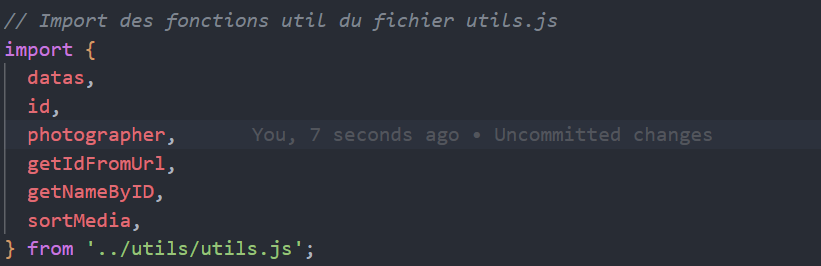 // Import des fonctions util du fichier utils.js
import {
datas,
id,
photographer, You, 7 seconds ago • Uncommitted changes
getIdFromUrl,
getNameByID,
sortMedia,
} from '../utils/utils.js';